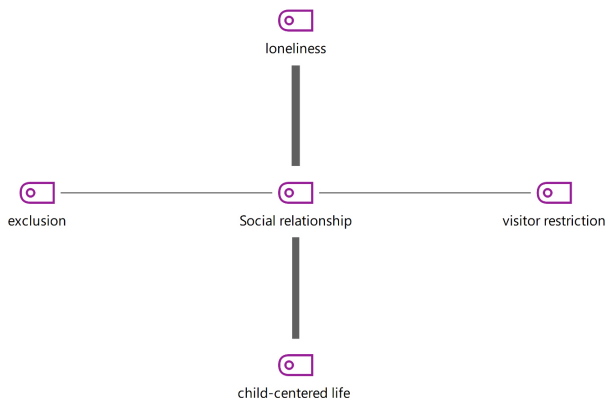 loneliness
exclusion
Social relationship
visitor restriction
child-centered life